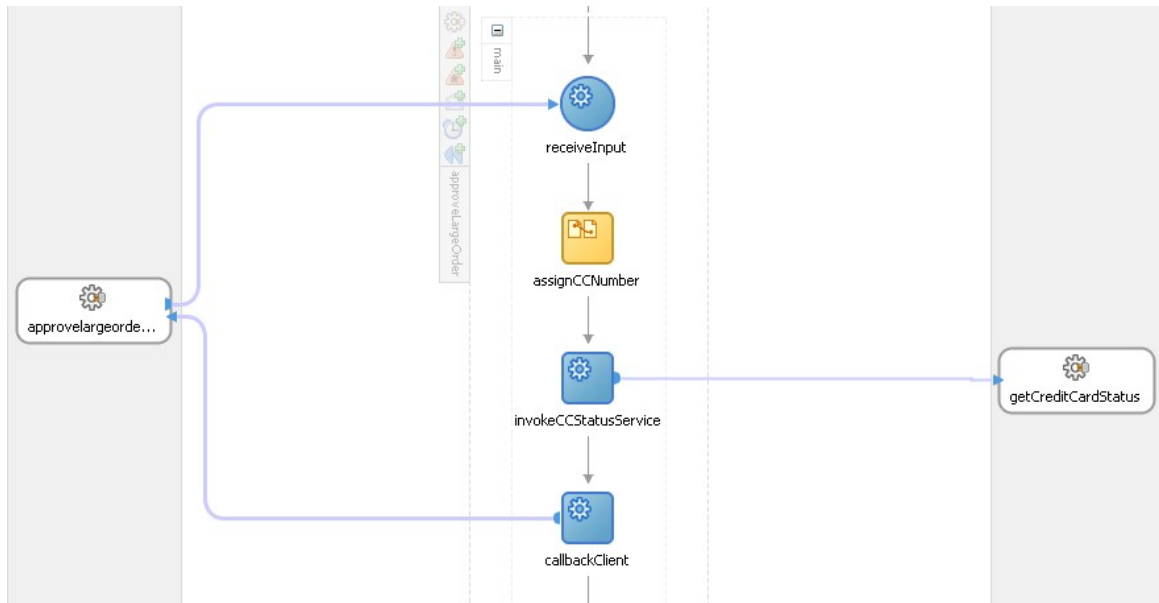 main
receiveInput
approveLargeOrder
assignCCNumber
approvelargeorde...
invokeCCStatusService
getCreditCardStatus
callbackClient